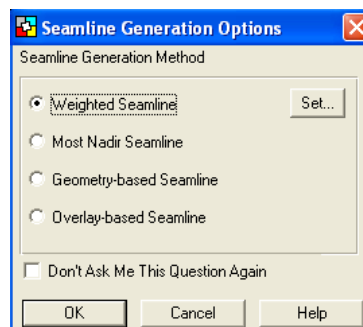 Seamline Generation Options
Seamline Generation Method
Weighted Seamline Set...
Most Nadir Seamline
Geometry-based Seamline
Overlay-based Seamline
Don't Ask Me This Question Again
OK Cancel Help